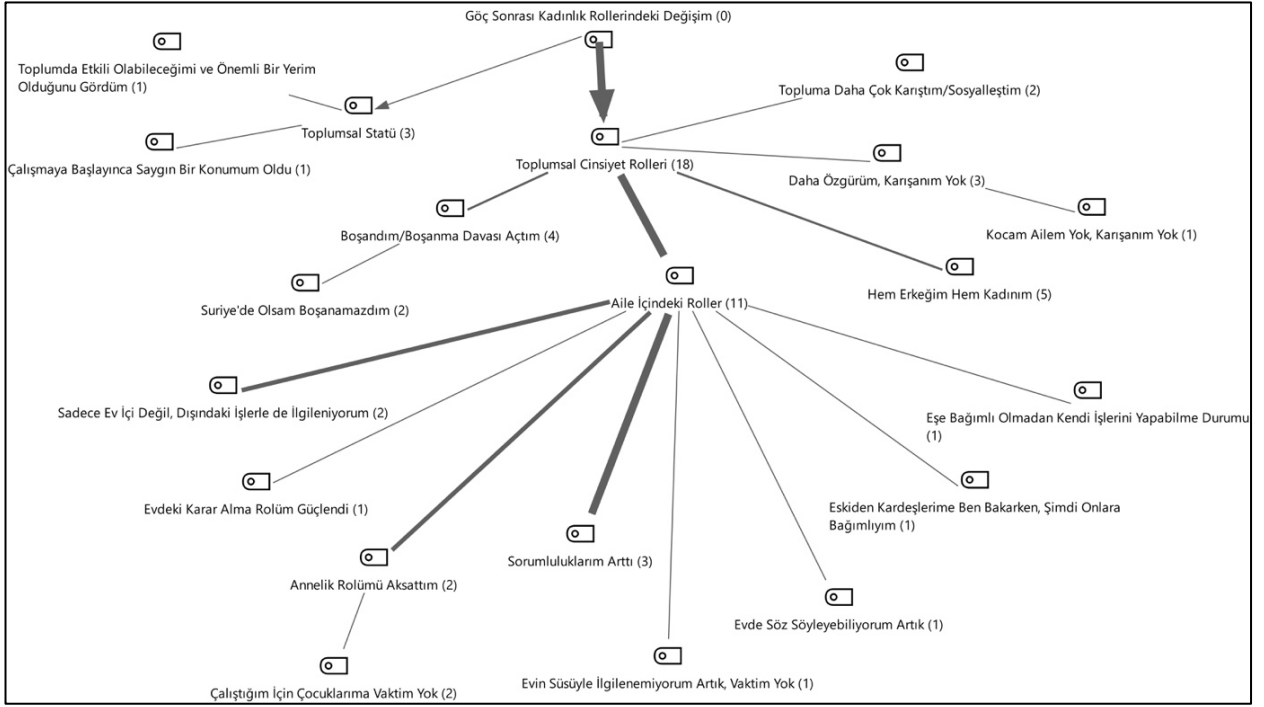 Göç Sonrası Kadınlık Rollerindeki Değişim (0)
Toplumda Etkili Olabileceğimi ve Önemli Bir Yerim
Olduğunu Gördüm (1)
Topluma Daha Çok Karıştım/Sosyalleştim (2)
Toplumsal Statü (3)
Çalışmaya Başlayınca Saygın Bir Konumum Oldu (1)
Toplumsal Cinsiyet Rolleri (18)
Daha Özgürüm, Karışanım Yok (3)
Boşandım/Boşanma Davası Açtım (4)
Kocam Ailem Yok, Karışanım Yok (1)
Suriye'de Olsam Boşanamazdım (2)
Aile İçindeki Roller (11)
Hem Erkeğim Hem Kadınım (5)
Sadece Ev İçi Değil, Dışındaki İşlerle de İlgileniyorum (2)
Eşe Bağımlı Olmadan Kendi İşlerini Yapabilme Durumu
(1)
Evdeki Karar Alma Rolüm Güçlendi (1)
Eskiden Kardeşlerime Ben Bakarken, Şimdi Onlara
Bağımlıyım (1)
Annelik Rolümü Aksattım (2)
Sorumluluklarım Arttı (3)
Evde Söz Söyleyebiliyorum Artık (1)
Çalıştığım İçin Çocuklarıma Vaktim Yok (2)
Evin Süsüyle İlgilenemiyorum Artık, Vaktim Yok (1)